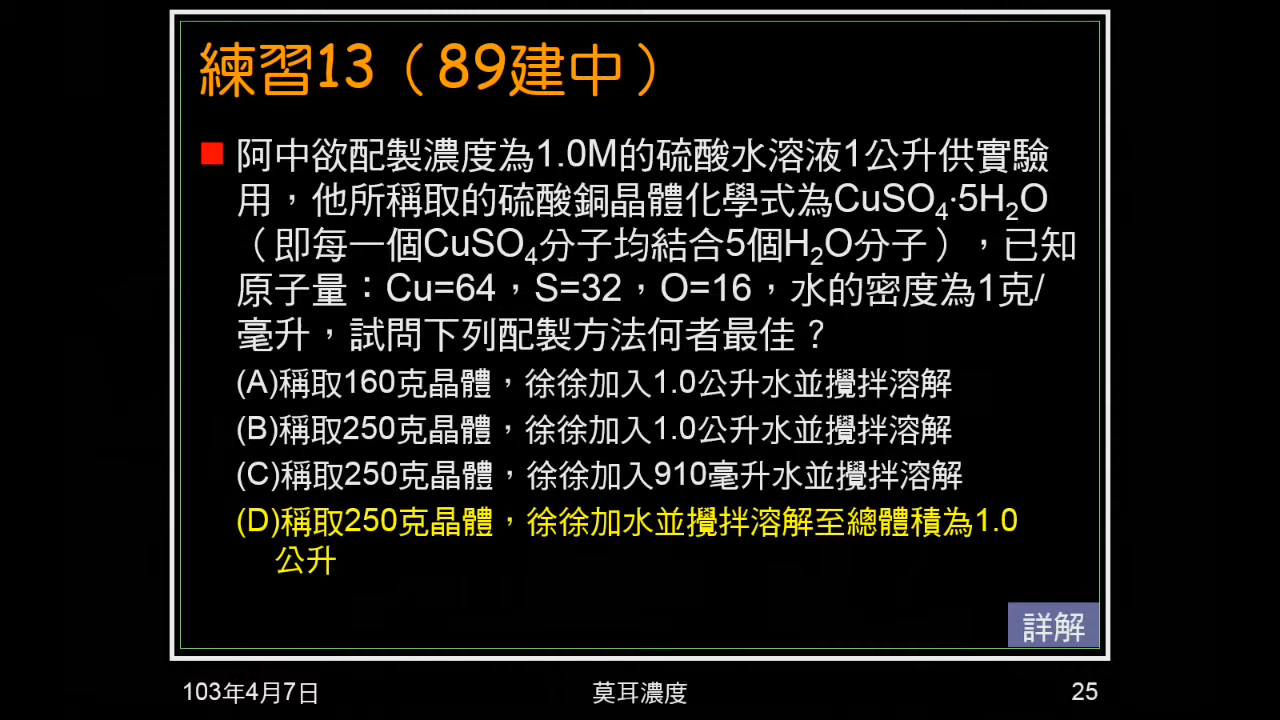 練習13（89建中）
阿中欲配製濃度為1.0M的硫酸水溶液1公升供實驗
用，他所稱取的硫酸銅晶體化學式為CuSO₄·5H₂O
（即每一個CuSO₄分子均結合5個H₂O分子），已知
原子量：Cu=64，S=32，O=16，水的密度為1克/
毫升，試問下列配製方法何者最佳？
(A)稱取160克晶體，徐徐加入1.0公升水並攪拌溶解
(B)稱取250克晶體，徐徐加入1.0公升水並攪拌溶解
(C)稱取250克晶體，徐徐加入910毫升水並攪拌溶解
(D)稱取250克晶體，徐徐加水並攪拌溶解至總體積為1.0
公升
詳解
103年4月7日 莫耳濃度 25